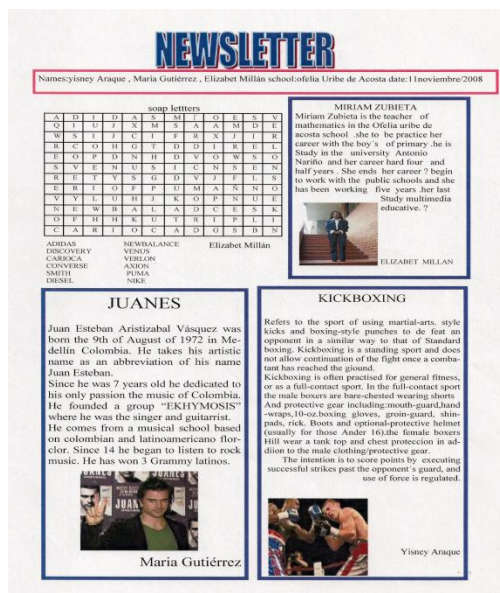 NEWSLETTER
Names:yisney Araque , Maria Gutiérrez , Elizabet Millán school:ofelia Uribe de Acosta date:11noviembre/2008
soap lettters
A D I D A S M T O E S V
Q I U J X M S A A M D E
W S I J C I F R X J I R
R C O H G T D D I R E L
E O P D N H D V O W S O
S V E N U S I C N S E N
R E T Y S G D V J F L S
E R I O F P U M A Ñ N O
V Y L U H J K O P N U E
N E W B A L A D C E S K
O F H H K U T R I P L I
C A R I O C A D G S B N
ADIDAS
DISCOVERY
CARIOCA
CONVERSE
SMITH
DIESEL
NEWBALANCE
VENUS
VERLON
AXION
PUMA
NIKE
Elizabet Millán
MIRIAM ZUBIETA
Miriam Zubieta is the teacher of
mathematics in the Ofelia uribe de
acosta school .she to be practice her
career with the boy´s of primary .he is
Study in the university Antonio
Nariño and her career hard four and
half years . She ends her career ? begin
to work with the public schools and she
has been working five years .her last
Study multimedia
educative. ?
ELIZABET MILLAN
JUANES
Juan Esteban Aristizabal Vásquez was
born the 9th of August of 1972 in Me-
dellín Colombia. He takes his artistic
name as an abbreviation of his name
Juan Esteban.
Since he was 7 years old he dedicated to
his only passion the music of Colombia.
He founded a group “EKHYMOSIS”
where he was the singer and guitarrist.
He comes from a musical school based
on colombian and latinoamericano flor-
clor. Since 14 he began to listen to rock
music. He has won 3 Grammy latinos.
Maria Gutiérrez
KICKBOXING
Refers to the sport of using martial-arts. style
kicks and boxing-style punches to de feat an
opponent in a similar way to that of Standard
boxing. Kickboxing is a standing sport and does
not allow continuation of the fight once a comba-
tant has reached the giound.
Kickboxing is often practised for general fitness,
or as a full-contact sport. In the full-contact sport
the male boxers are bare-chested wearing shorts
And protective gear including:mouth-guard,hand
-wraps,10-oz.boxing gloves, groin-guard, shin-
pads, rick. Boots and optional-protective helmet
(usually for those Ander 16).the female boxers
Hill wear a tank top and chest proteccion in ad-
diion to the male clothing/protective gear.
The intention is to score points by executing
successful strikes past the opponent´s guard, and
use of force is regulated.
Yisney Araque